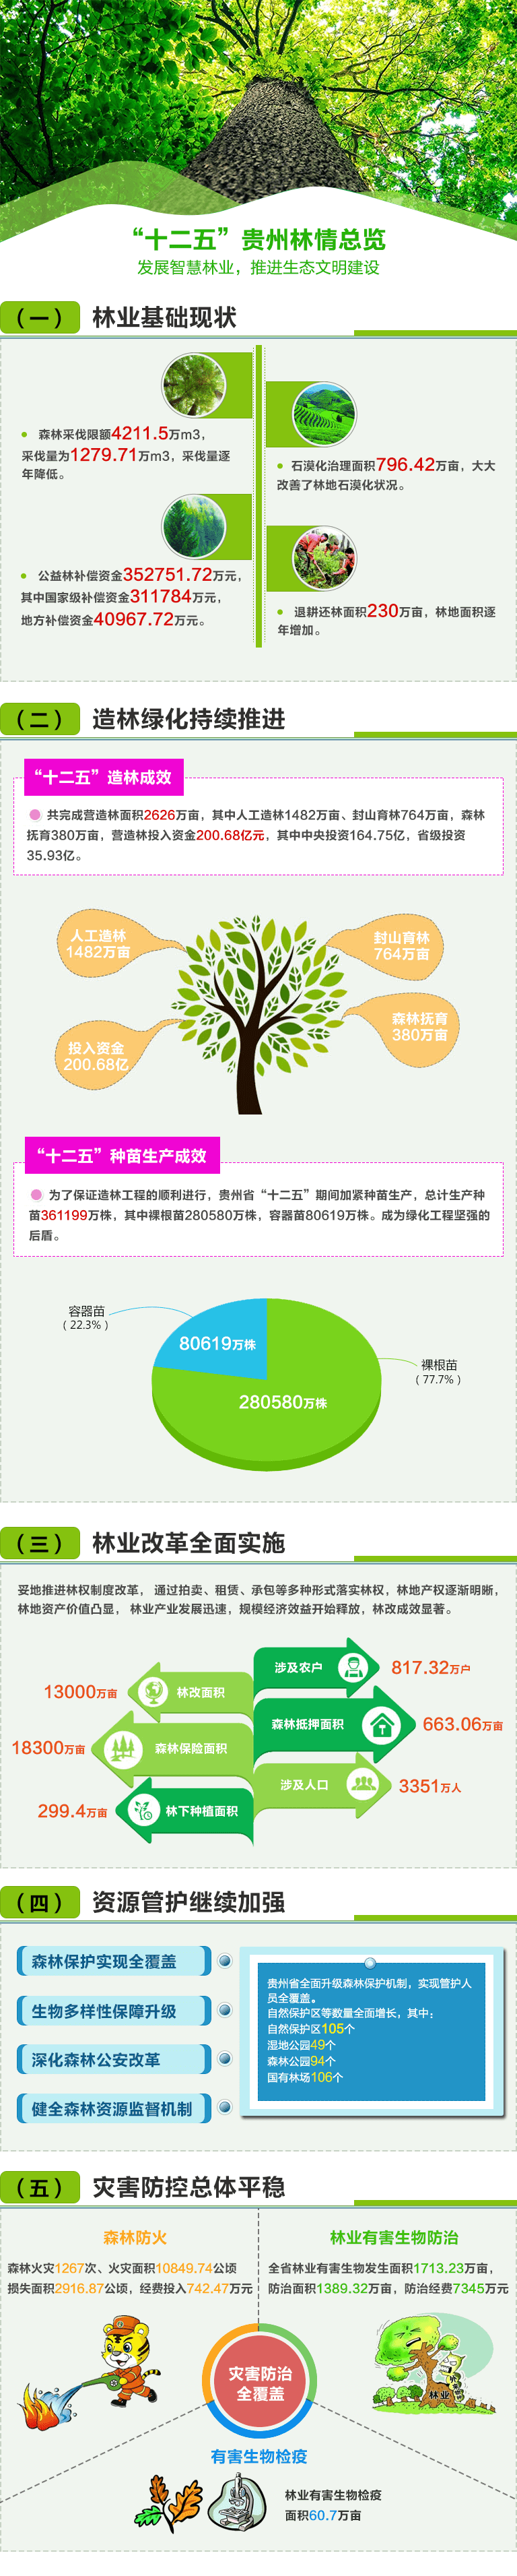 “十二五”贵州林情总览
发展智慧林业，推进生态文明建设
（一） 林业基础现状
森林采伐限额4211.5万m3，
采伐量为1279.71万m3，采伐量逐
年降低。
石漠化治理面积796.42万亩，大大
改善了林地石漠化状况。
公益林补偿资金352751.72万元，
其中国家级补偿资金311784万元，
地方补偿资金40967.72万元。
退耕还林面积230万亩，林地面积逐
年增加。
（二） 造林绿化持续推进
“十二五”造林成效
共完成营造林面积2626万亩，其中人工造林1482万亩、封山育林764万亩，森林
抚育380万亩，营造林投入资金200.68亿元，其中中央投资164.75亿，省级投资
35.93亿。
人工造林
1482万亩
封山育林
764万亩
投入资金
200.68亿
森林抚育
380万亩
“十二五”种苗生产成效
为了保证造林工程的顺利进行，贵州省“十二五”期间加紧种苗生产，总计生产种
苗361199万株，其中裸根苗280580万株，容器苗80619万株。成为绿化工程坚强的
后盾。
容器苗
（22.3%）
80619万株
裸根苗
（77.7%）
280580万株
（三） 林业改革全面实施
妥地推进林权制度改革， 通过拍卖、租赁、承包等多种形式落实林权，林地产权逐渐明晰，
林地资产价值凸显， 林业产业发展迅速，规模经济效益开始释放，林改成效显著。
涉及农户 817.32万户
13000万亩 林改面积
森林抵押面积 663.06万亩
18300万亩 森林保险面积
涉及人口 3351万人
299.4万亩 林下种植面积
（四） 资源管护继续加强
森林保护实现全覆盖
生物多样性保障升级
深化森林公安改革
健全森林资源监督机制
贵州省全面升级森林保护机制，实现管护人
员全覆盖。
自然保护区等数量全面增长，其中：
自然保护区105个
湿地公园49个
森林公园94个
国有林场106个
（五） 灾害防控总体平稳
森林防火
森林火灾1267次、火灾面积10849.74公顷
损失面积2916.87公顷，经费投入742.47万元
林业有害生物防治
全省林业有害生物发生面积1713.23万亩，
防治面积1389.32万亩，防治经费7345万元
灾害防治
全覆盖
林业
有害生物检疫
林业有害生物检疫
面积60.7万亩